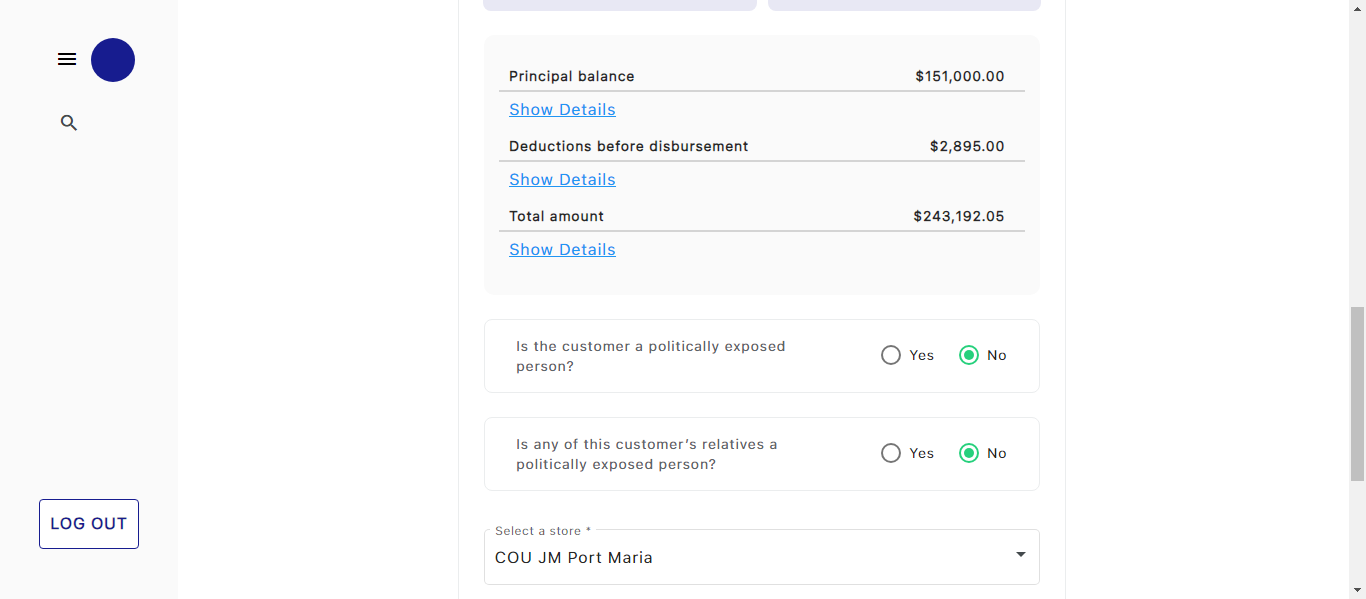 Principal balance $151,000.00
Show Details
Deductions before disbursement $2,895.00
Show Details
Total amount $243,192.05
Show Details
Is the customer a politically exposed
person?
Yes No
Is any of this customer's relatives a
politically exposed person?
Yes No
LOG OUT
Select a store *
COU JM Port Maria